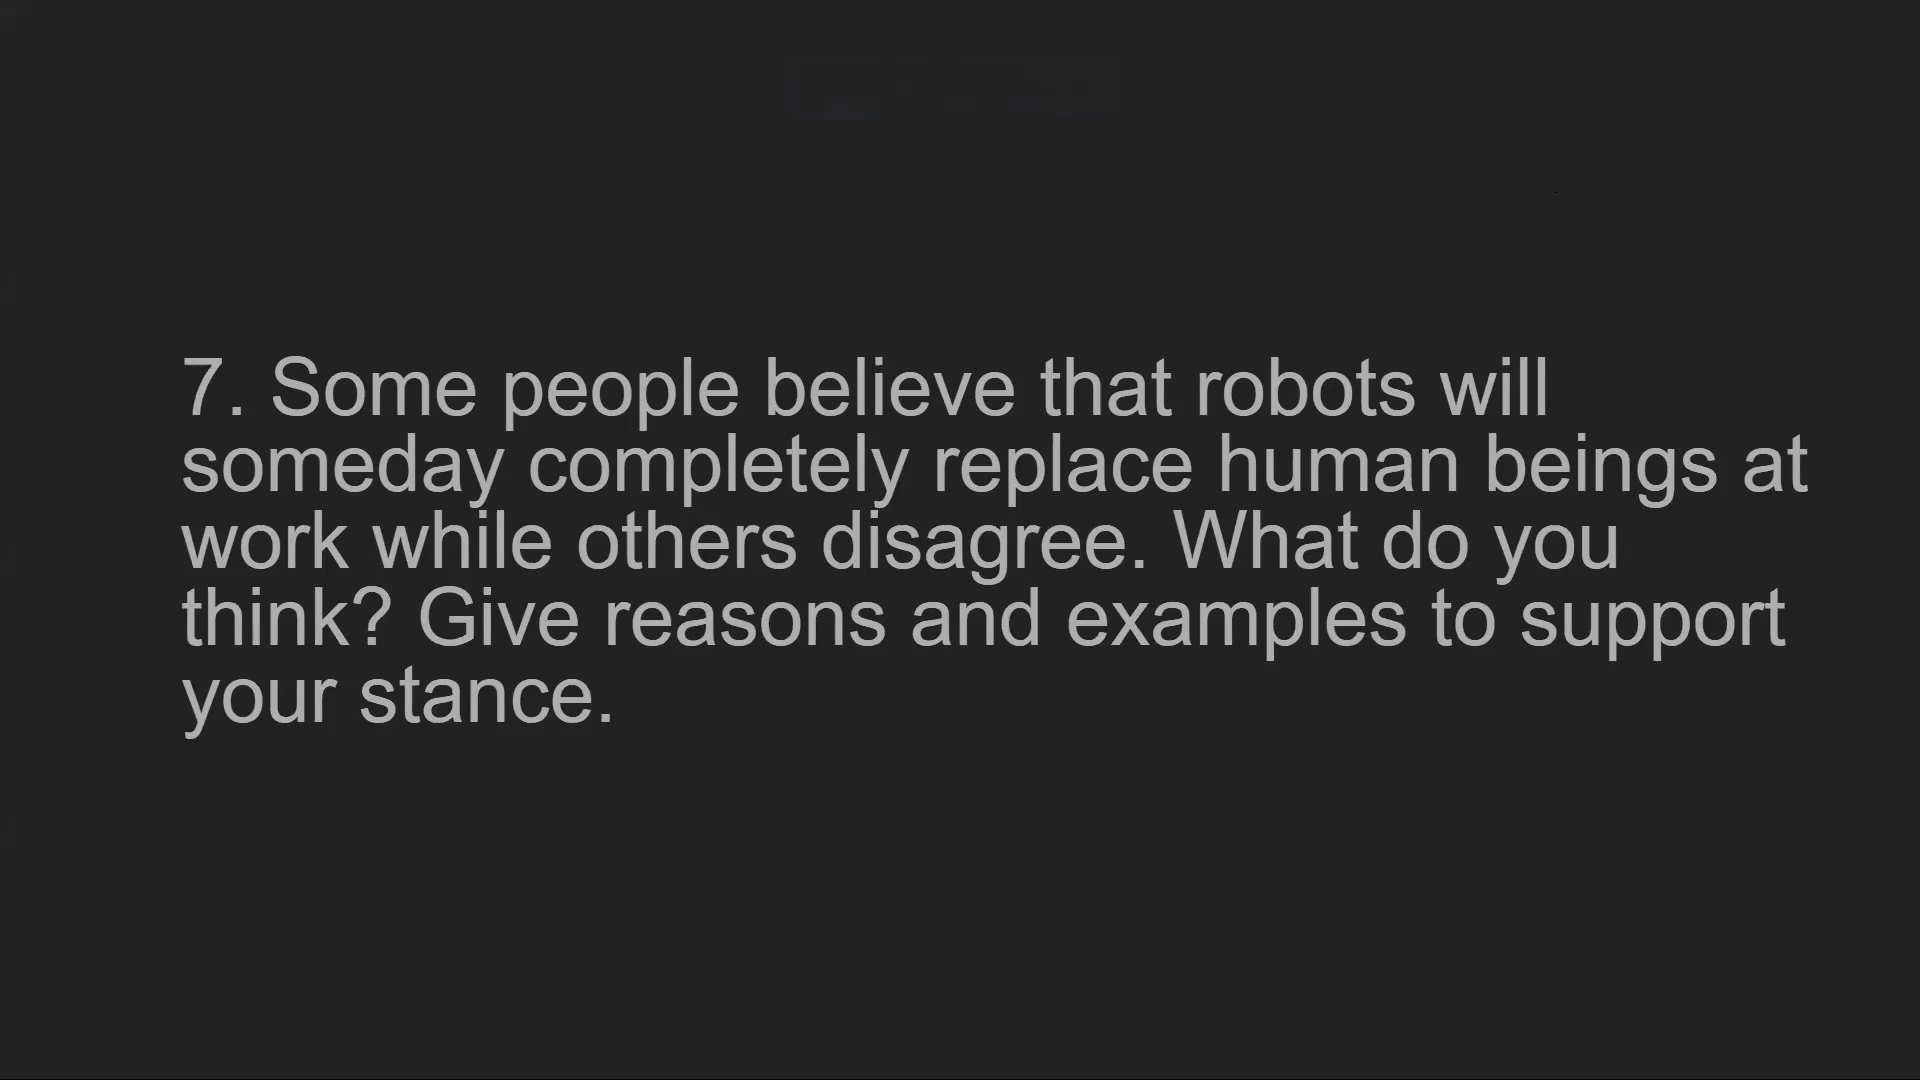 7. Some people believe that robots will
someday completely replace human beings at
work while others disagree. What do you
think? Give reasons and examples to support
your stance.